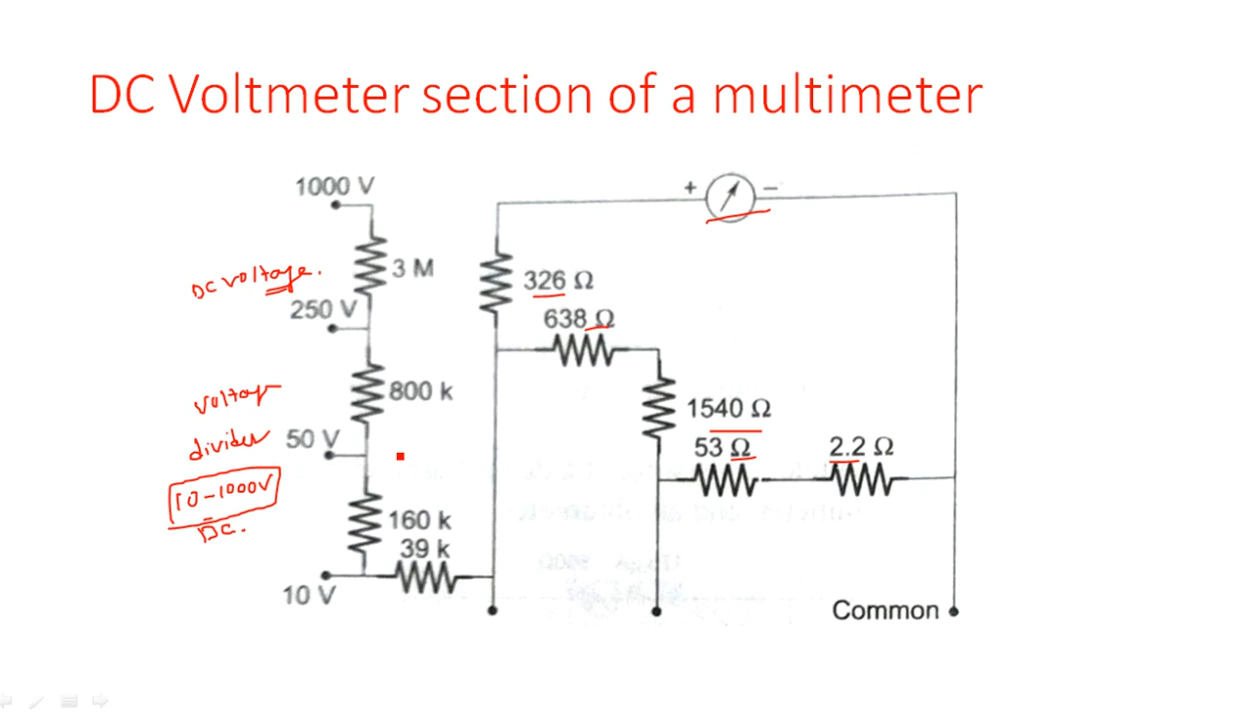 DC Voltmeter section of a multimeter
1000 V
+
−
3 M
DC voltage.
326 Ω
250 V
638 Ω
800 k
voltage
1540 Ω
divider
50 V
53 Ω
2.2 Ω
10-1000V
DC.
160 k
39 k
10 V
Common